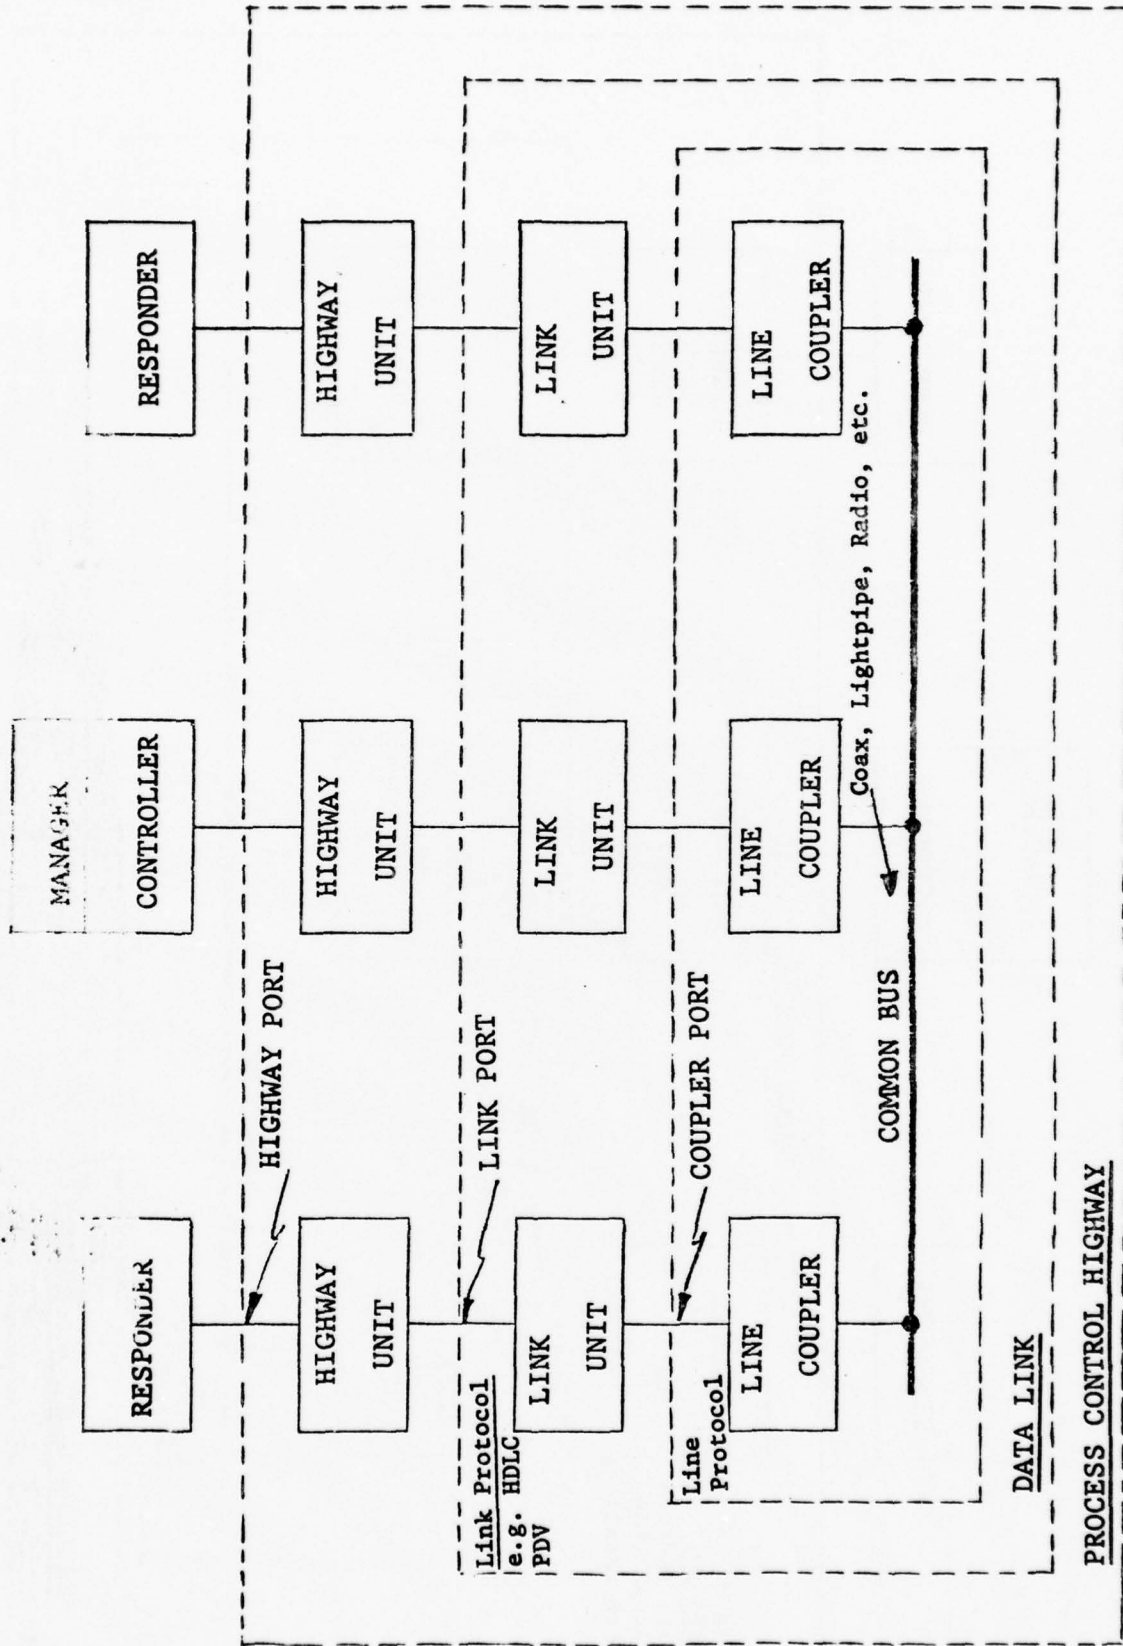 MANAGER
RESPONDER
CONTROLLER
RESPONDER
HIGHWAY PORT
HIGHWAY
UNIT
HIGHWAY
UNIT
HIGHWAY
UNIT
Link Protocol
e.g. HDLC
PDV
LINK PORT
LINK
UNIT
LINK
UNIT
LINK
UNIT
Line
Protocol
COUPLER PORT
LINE
COUPLER
LINE
COUPLER
LINE
COUPLER
Coax, Lightpipe, Radio, etc.
COMMON BUS
DATA LINK
PROCESS CONTROL HIGHWAY